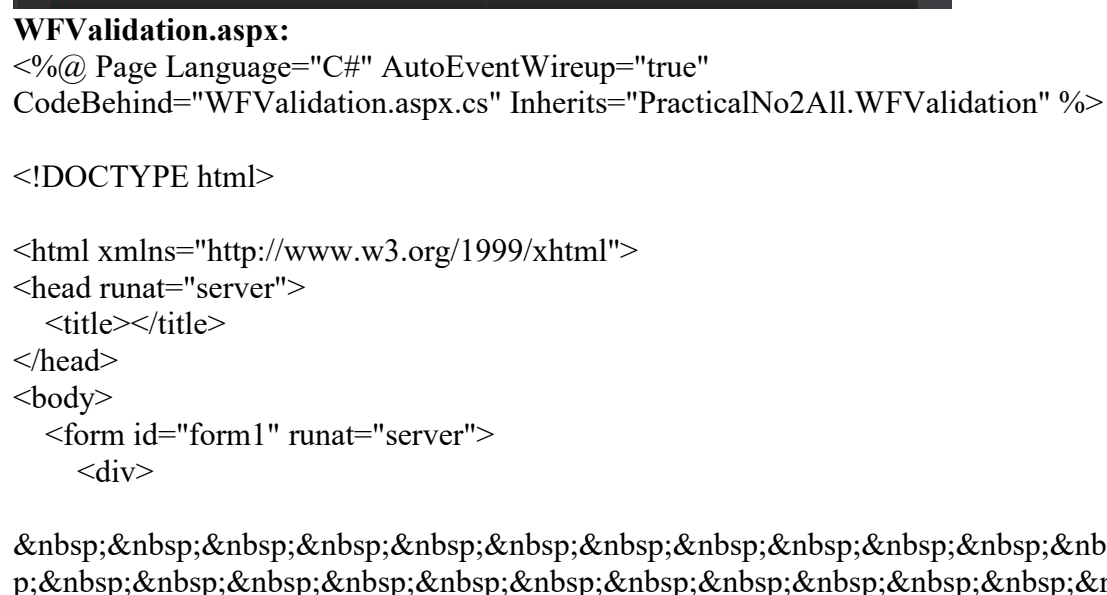 WFValidation.aspx:
<%@ Page Language="C#" AutoEventWireup="true"
CodeBehind="WFValidation.aspx.cs" Inherits="PracticalNo2All.WFValidation" %>
<!DOCTYPE html>
<html xmlns="http://www.w3.org/1999/xhtml">
<head runat="server">
<title></title>
</head>
<body>
<form id="form1" runat="server">
<div>
&nbsp;&nbsp;&nbsp;&nbsp;&nbsp;&nbsp;&nbsp;&nbsp;&nbsp;&nbsp;&nbsp;&nb
p;&nbsp;&nbsp;&nbsp;&nbsp;&nbsp;&nbsp;&nbsp;&nbsp;&nbsp;&nbsp;&nbsp;